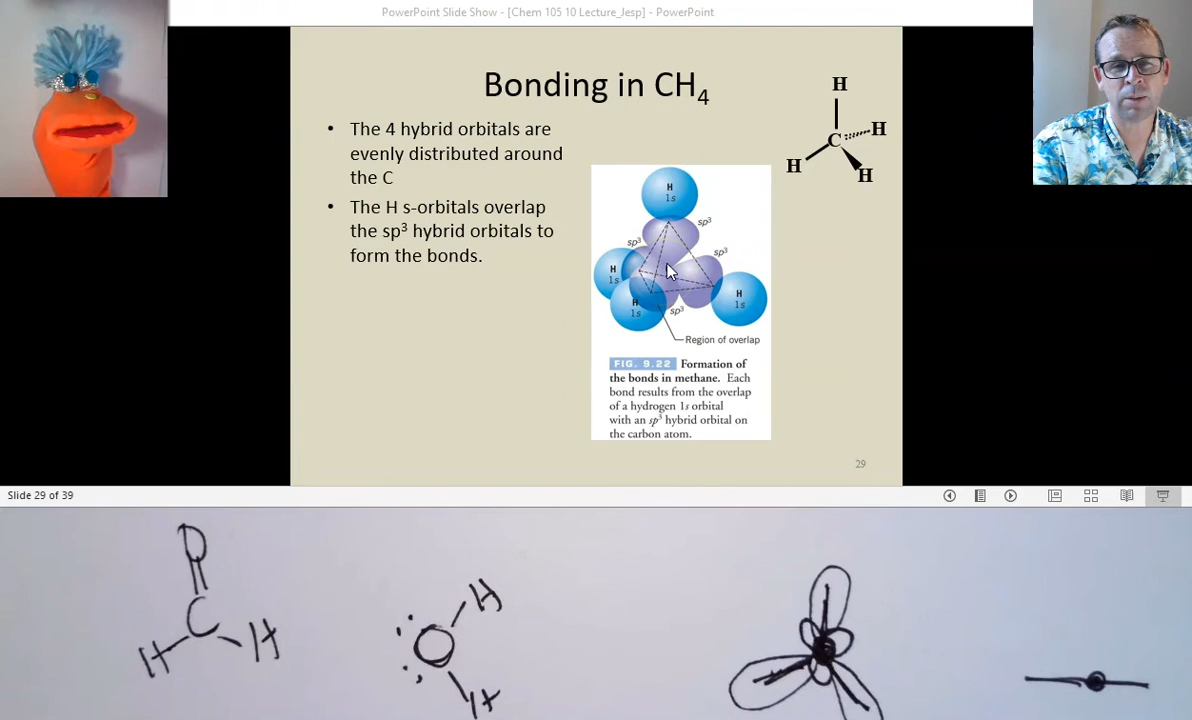 PowerPoint Slide Show - [Chem 105 10 Lecture_Jesp] - PowerPoint
Bonding in CH₄
• The 4 hybrid orbitals are
evenly distributed around
the C
• The H s-orbitals overlap
the sp³ hybrid orbitals to
form the bonds.
H
C
H
H
H
H
1s
sp³
sp³
sp³
H
1s
H
1s
H
1s
sp³
Region of overlap
FIG. 9.22 Formation of
the bonds in methane. Each
bond results from the overlap
of a hydrogen 1s orbital
with an sp³ hybrid orbital on
the carbon atom.
29
Slide 29 of 39
C
H
H
O
H
H